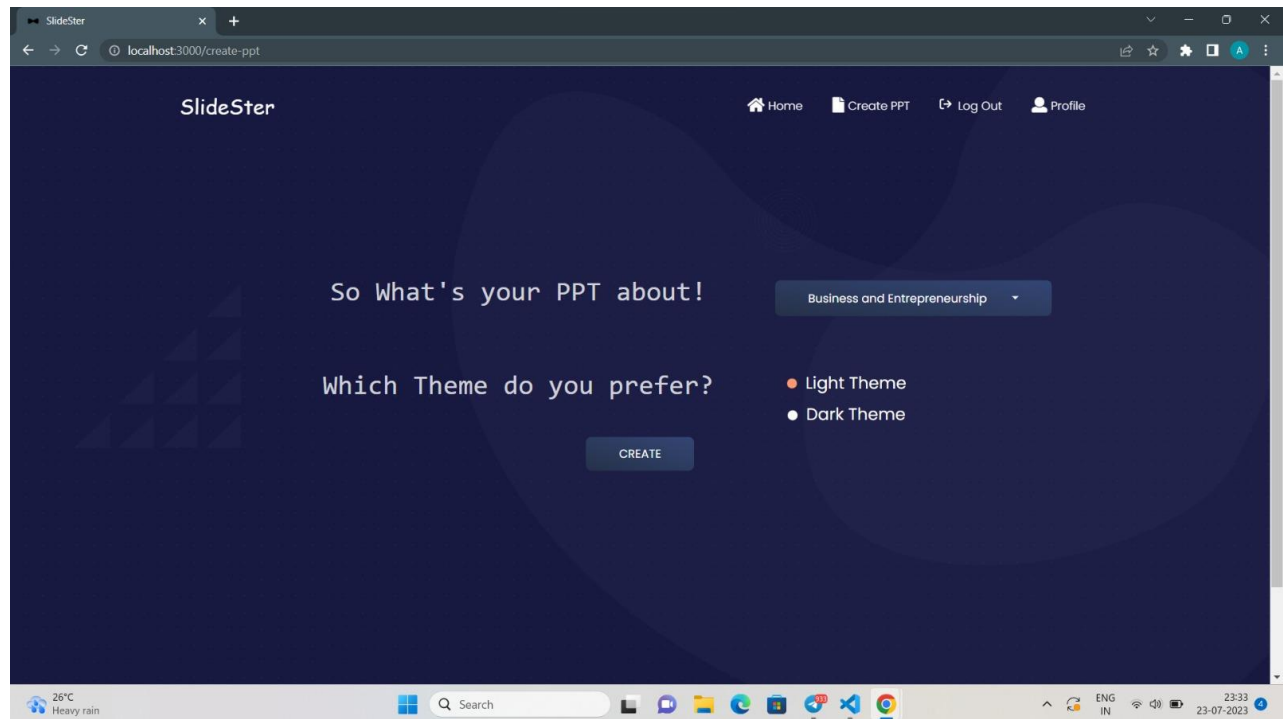 SlideSter
localhost:3000/create-ppt
A
SlideSter
Home Create PPT Log Out Profile
So What's your PPT about!
Business and Entrepreneurship
Which Theme do you prefer?
Light Theme
Dark Theme
CREATE
26°C
Heavy rain
Search
ENG
IN
23:33
23-07-2023
4